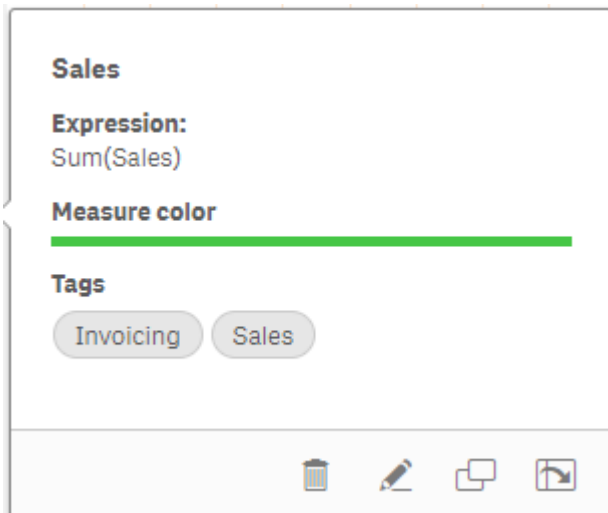 Sales
Expression:
Sum(Sales)
Measure color
Tags
Invoicing Sales